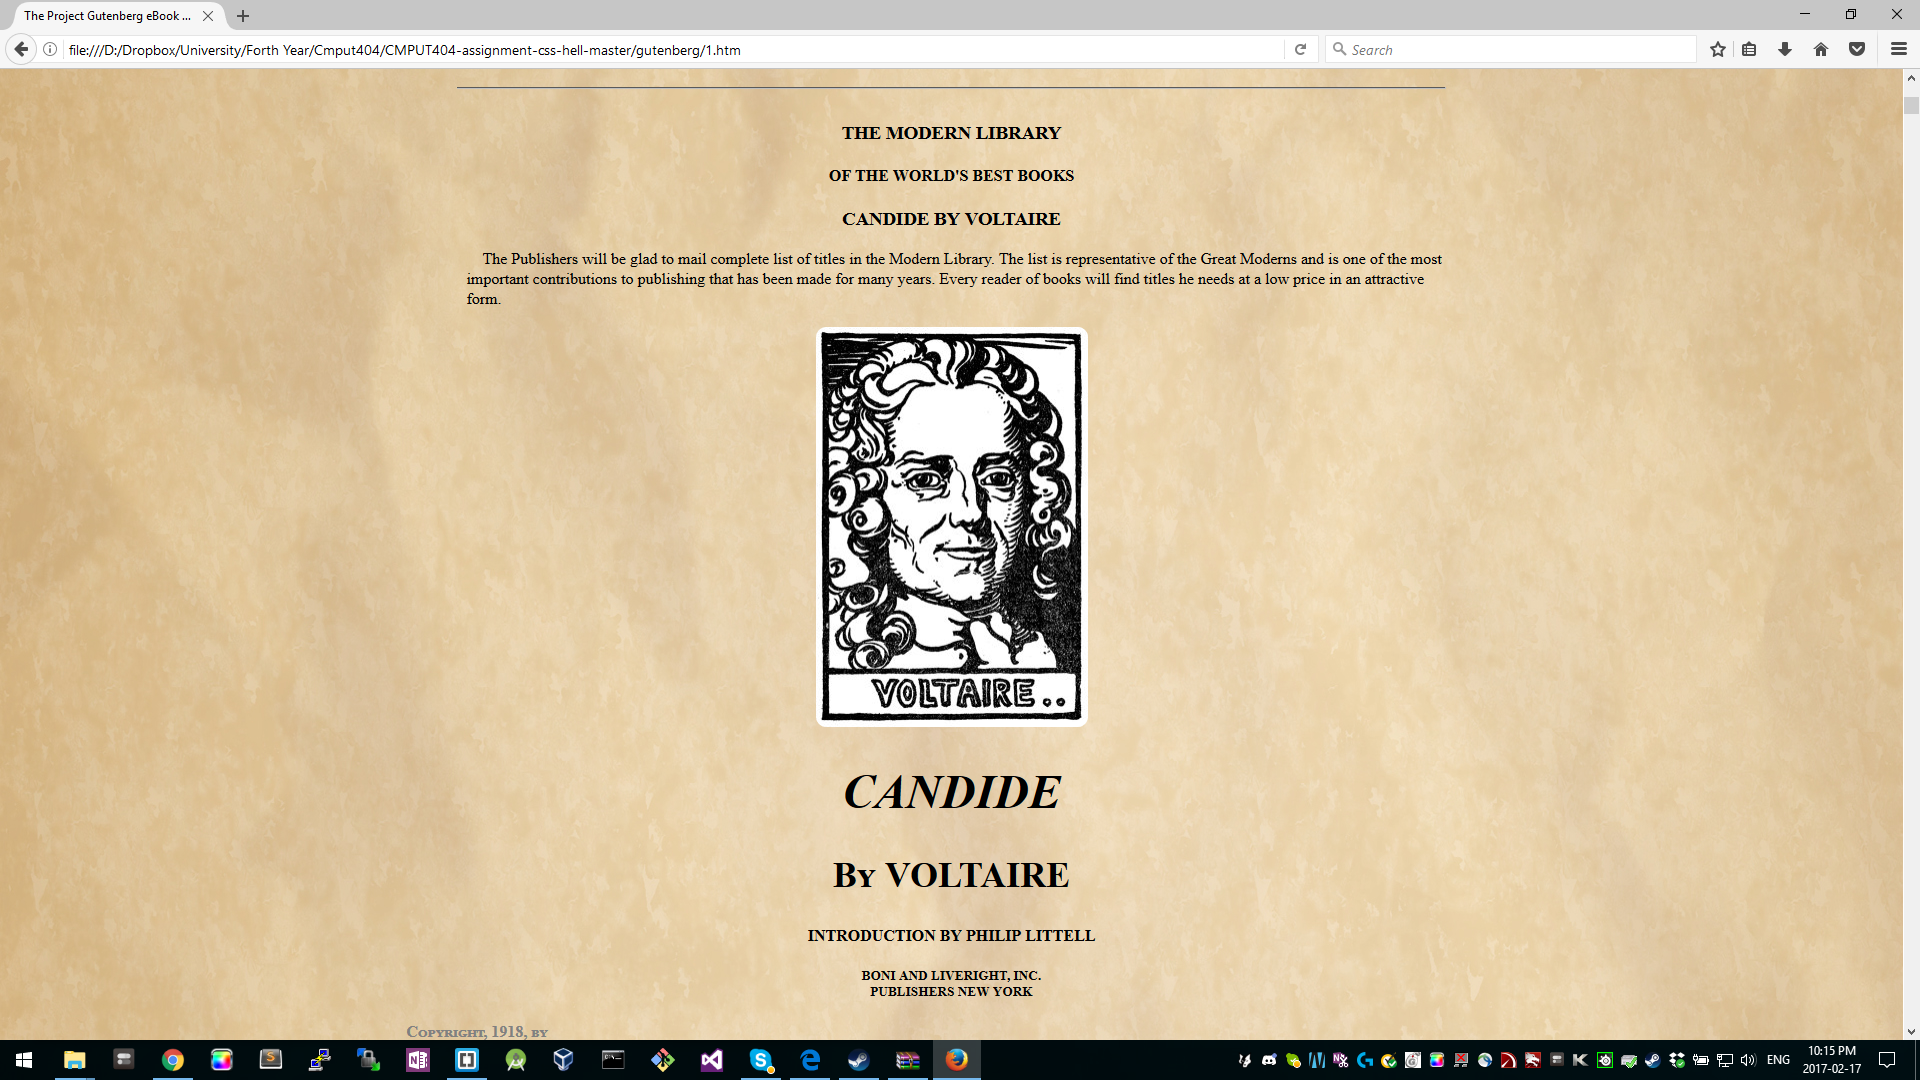 The Project Gutenberg eBook ...
file:///D:/Dropbox/University/Forth Year/Cmput404/CMPUT404-assignment-css-hell-master/gutenberg/1.htm
Search
THE MODERN LIBRARY
OF THE WORLD'S BEST BOOKS
CANDIDE BY VOLTAIRE
The Publishers will be glad to mail complete list of titles in the Modern Library. The list is representative of the Great Moderns and is one of the most
important contributions to publishing that has been made for many years. Every reader of books will find titles he needs at a low price in an attractive
form.
VOLTAIRE..
CANDIDE
By VOLTAIRE
INTRODUCTION BY PHILIP LITTELL
BONI AND LIVERIGHT, INC.
PUBLISHERS NEW YORK
Copyright, 1918, by
ENG
10:15 PM
2017-02-17